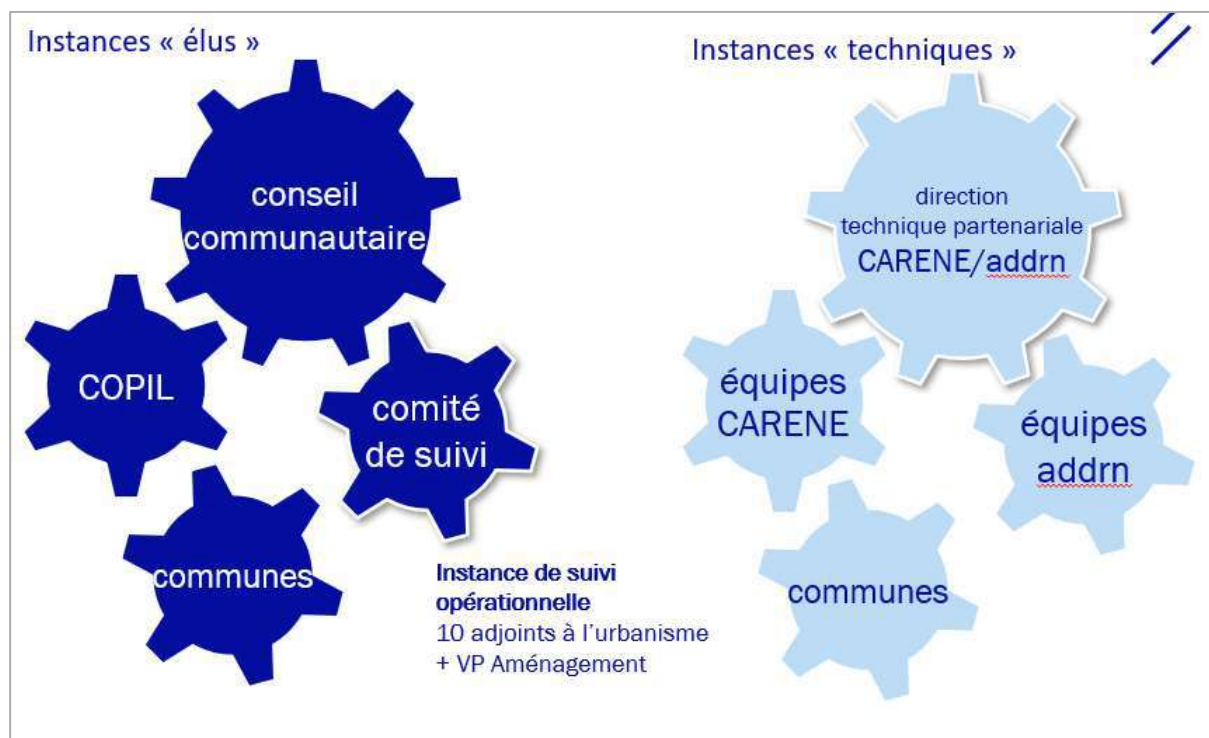 Instances « élus »
conseil
communautaire
COPIL
comité
de suivi
communes
Instance de suivi
opérationnelle
10 adjoints à l'urbanisme
+ VP Aménagement
Instances « techniques »
direction
technique partenariale
CARENE/addrn
équipes
CARENE
équipes
addrn
communes